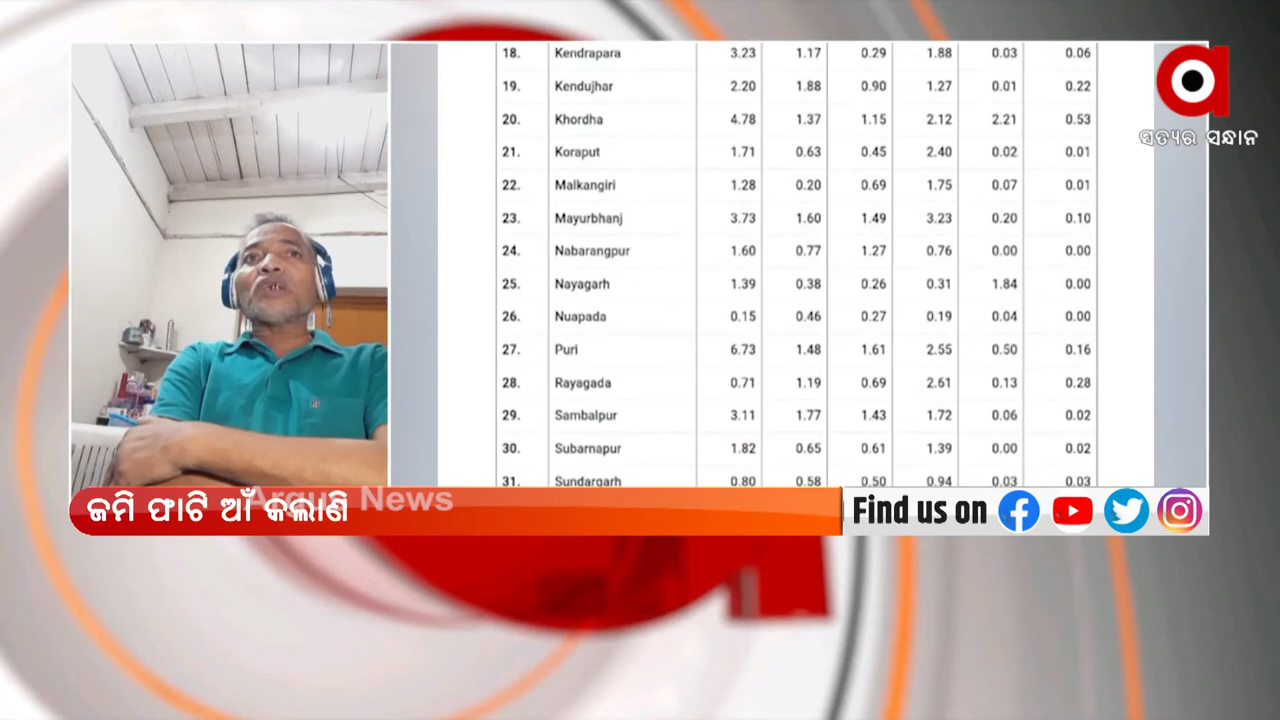 18. Kendrapara 3.23 1.17 0.29 1.88 0.03 0.06
19. Kendujhar 2.20 1.88 0.90 1.27 0.01 0.22
20. Khordha 4.78 1.37 1.15 2.12 2.21 0.53
ସତ୍ୟର ସନ୍ଧାନ
21. Koraput 1.71 0.63 0.45 2.40 0.02 0.01
22. Malkangiri 1.28 0.20 0.69 1.75 0.07 0.01
23. Mayurbhanj 3.73 1.60 1.49 3.23 0.20 0.10
24. Nabarangpur 1.60 0.77 1.27 0.76 0.00 0.00
25. Nayagarh 1.39 0.38 0.26 0.31 1.84 0.00
26. Nuapada 0.15 0.46 0.27 0.19 0.04 0.00
27. Puri 6.73 1.48 1.61 2.55 0.50 0.16
28. Rayagada 0.71 1.19 0.69 2.61 0.13 0.28
29. Sambalpur 3.11 1.77 1.43 1.72 0.06 0.02
30. Subarnapur 1.82 0.65 0.61 1.39 0.00 0.02
31. Sundargarh 0.80 0.58 0.50 0.94 0.03 0.03
Argus News
ଜମି ଫାଟି ଆଁ କଲାଣି
Find us on